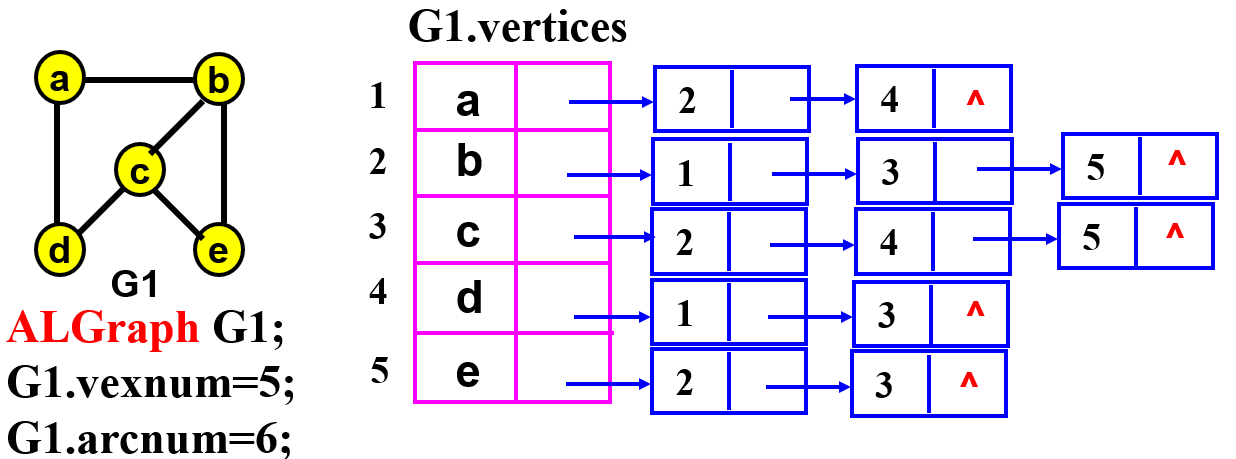 G1.vertices
a b
c
d e
G1
ALGraph G1;
G1.vexnum=5;
G1.arcnum=6;
1 a 2 4 ^
2 b 1 3 5 ^
3 c 2 4 5 ^
4 d 1 3 ^
5 e 2 3 ^